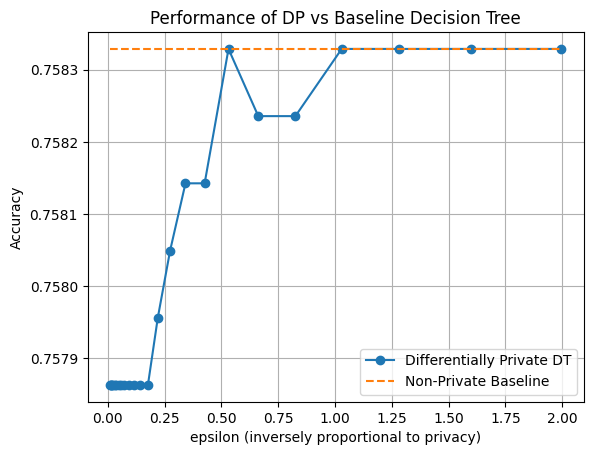 Performance of DP vs Baseline Decision Tree
Accuracy
0.7583
0.7582
0.7581
0.7580
0.7579
0.00 0.25 0.50 0.75 1.00 1.25 1.50 1.75 2.00
epsilon (inversely proportional to privacy)
Differentially Private DT
Non-Private Baseline